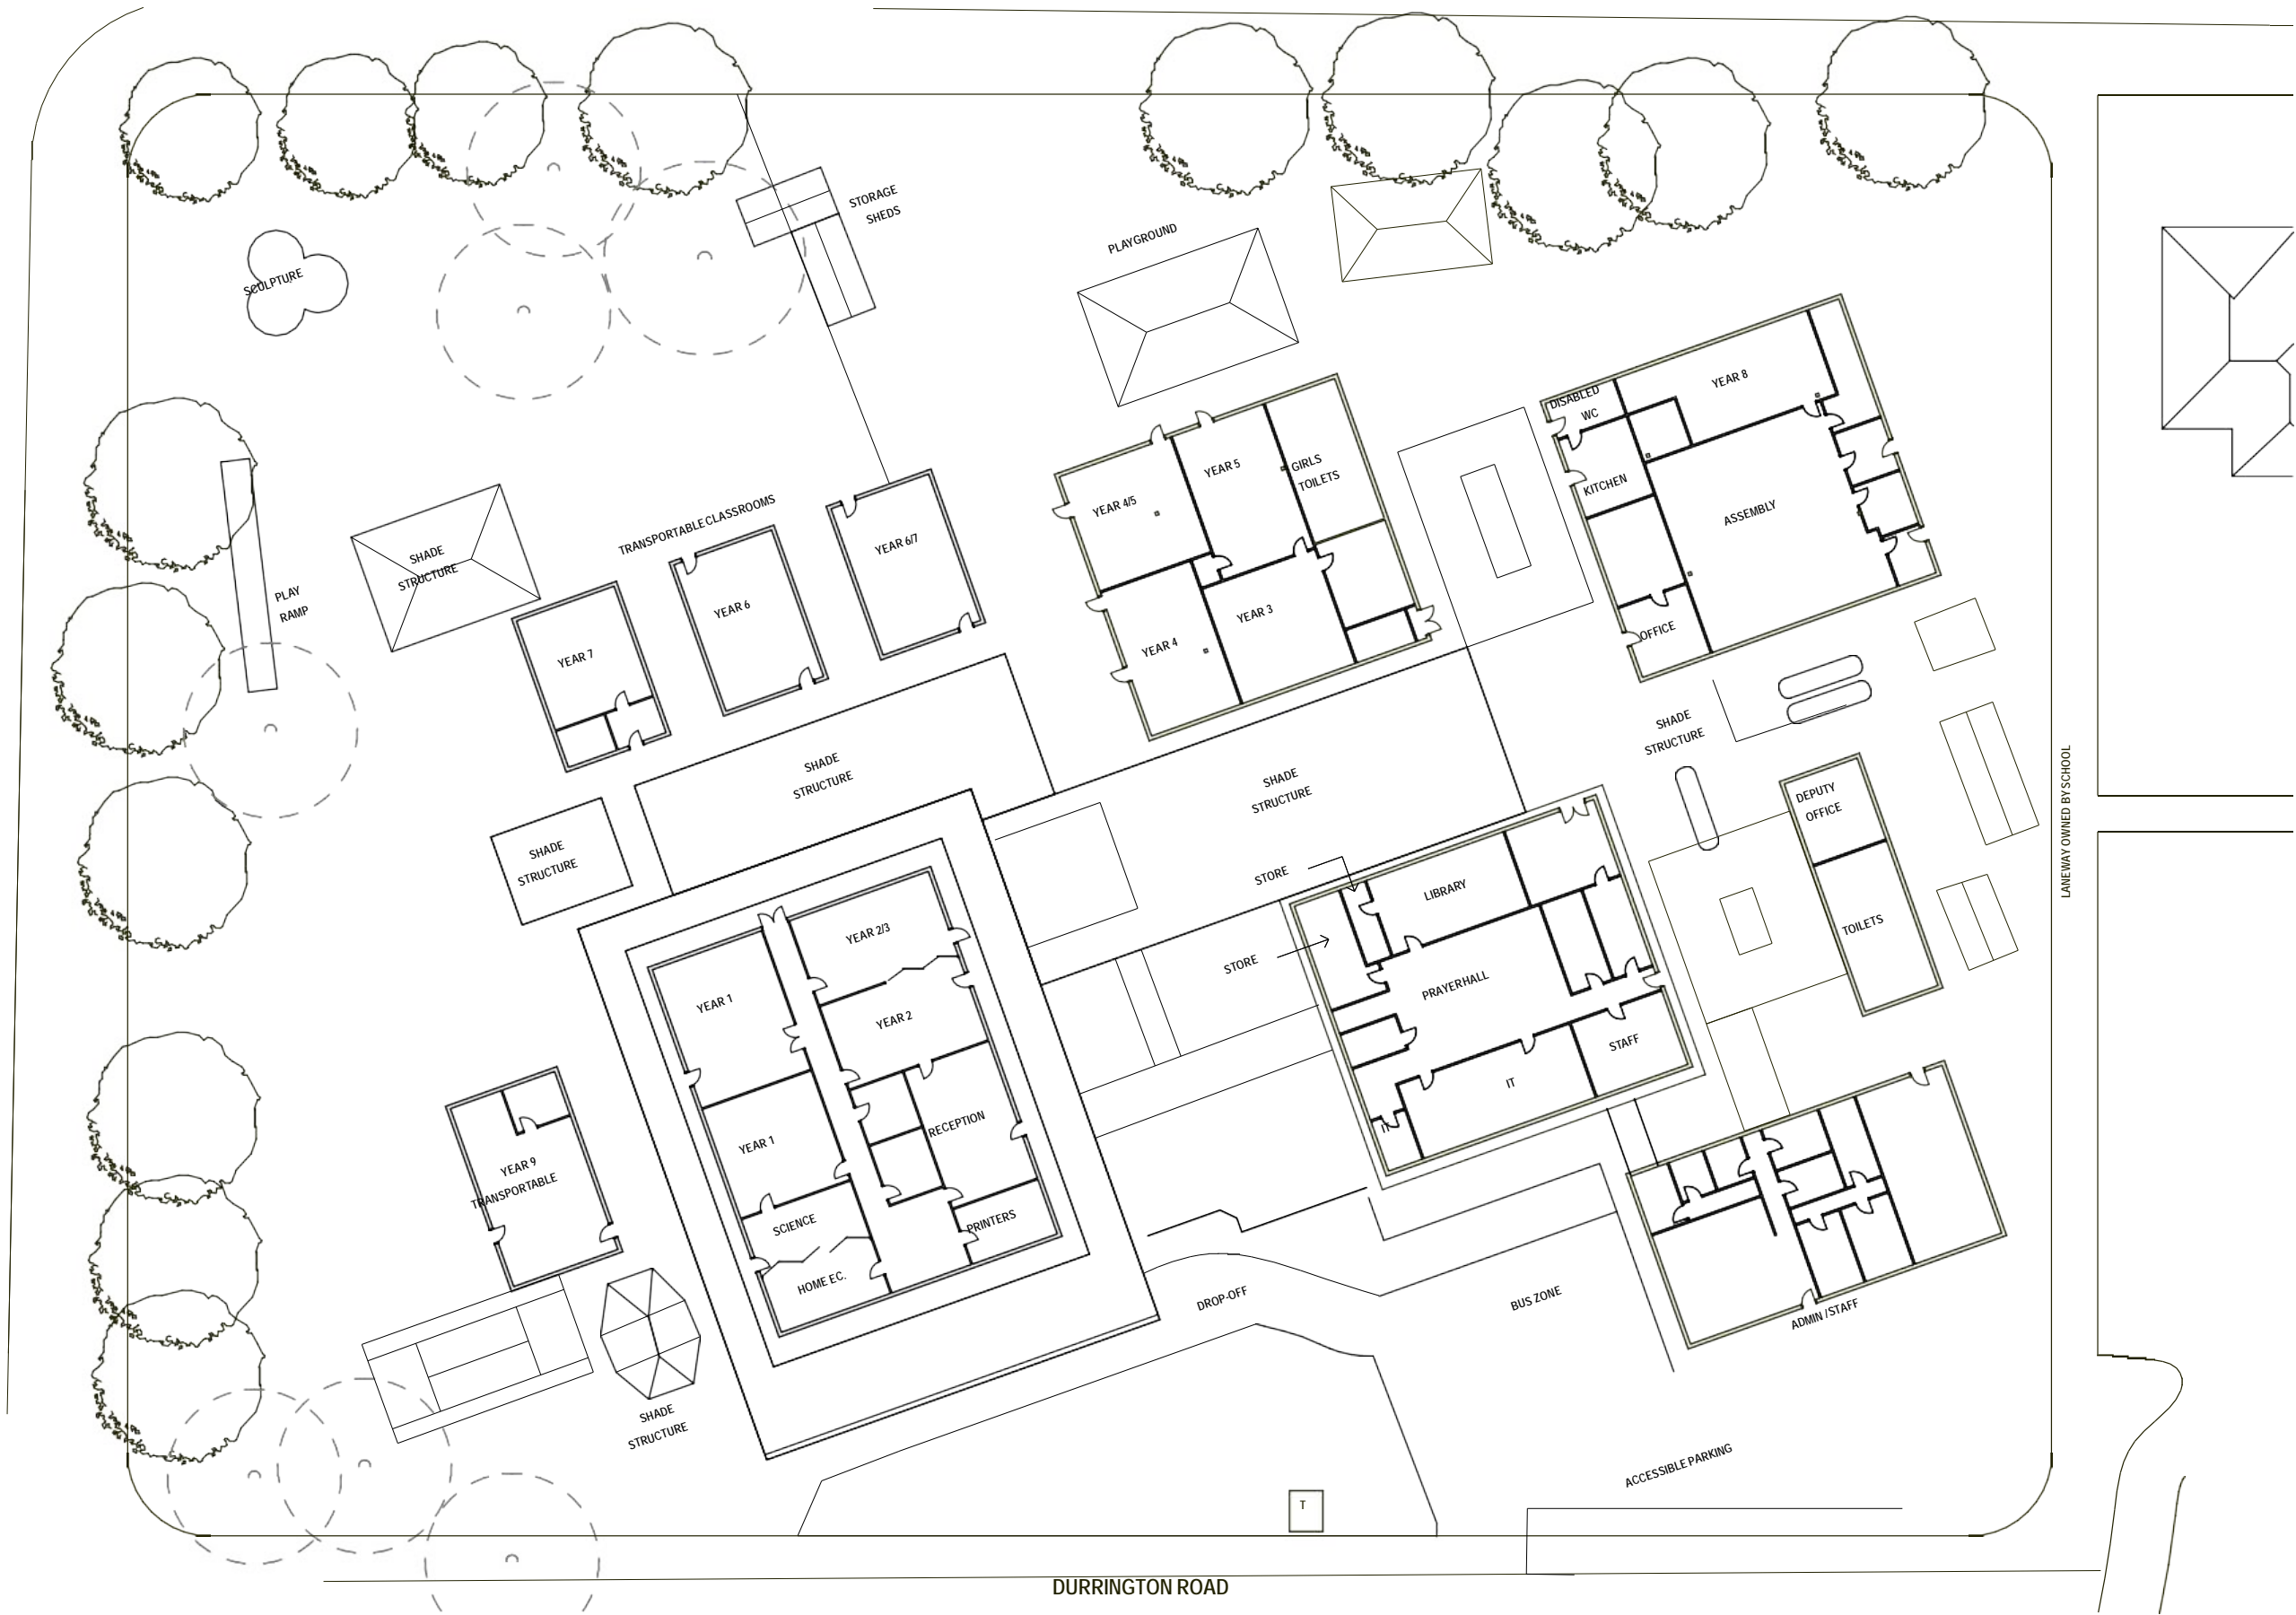 STORAGE
SHEDS
PLAYGROUND
SCULPTURE
DISABLED
WC
YEAR 8
YEAR 4/5
YEAR 5
GIRLS
TOILETS
KITCHEN
ASSEMBLY
SHADE
STRUCTURE
TRANSPORTABLE CLASSROOMS
YEAR 6/7
PLAY
RAMP
YEAR 6
YEAR 7
YEAR 4
YEAR 3
OFFICE
SHADE
STRUCTURE
SHADE
STRUCTURE
SHADE
STRUCTURE
DEPUTY
OFFICE
LANEWAY OWNED BY SCHOOL
SHADE
STRUCTURE
STORE
LIBRARY
TOILETS
YEAR 2/3
STORE
PRAYER HALL
YEAR 1
YEAR 2
STAFF
IT
IT
YEAR 1
RECEPTION
YEAR 9
TRANSPORTABLE
SCIENCE
PRINTERS
HOME EC.
DROP-OFF
BUS ZONE
ADMIN / STAFF
SHADE
STRUCTURE
ACCESSIBLE PARKING
T
DURRINGTON ROAD